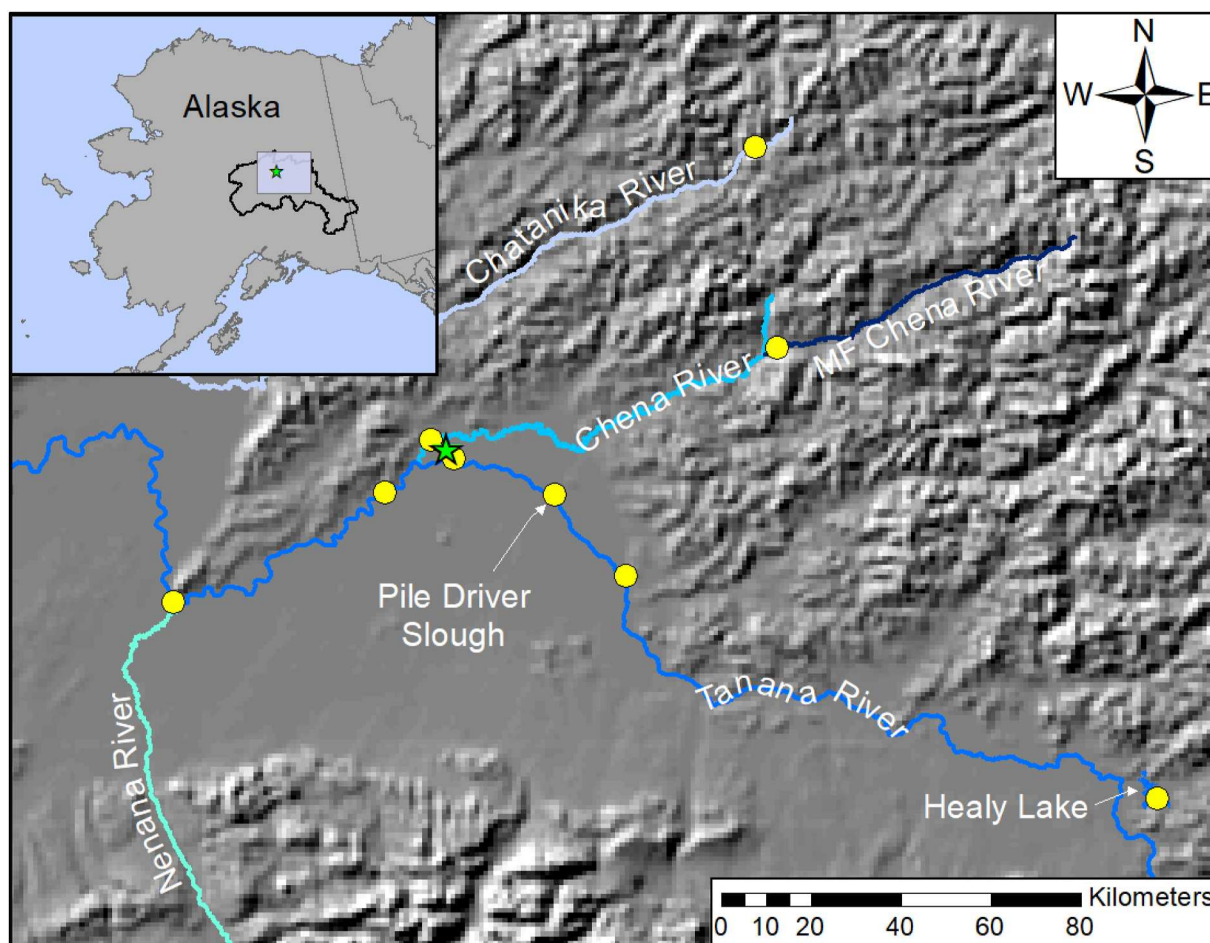 Alaska
N
W E
S
Chatanika River
MF Chena River
Chena River
Pile Driver
Slough
Tanana River
Nenana River
Healy Lake
Kilometers
0 10 20 40 60 80